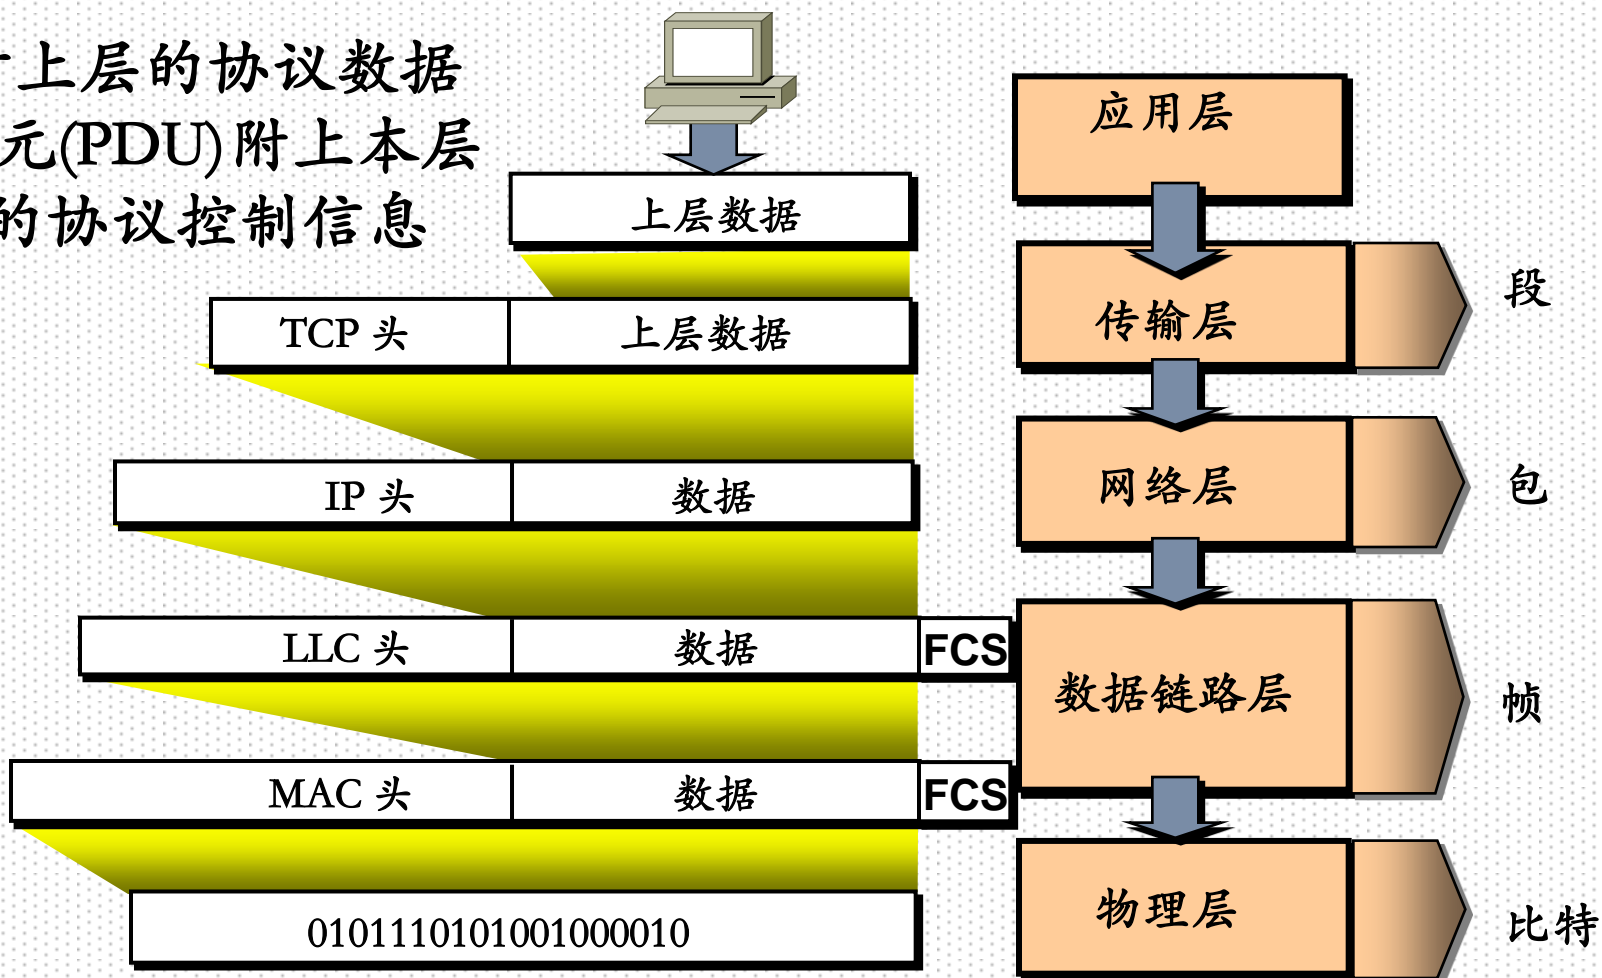 上层的协议数据
元(PDU)附上本层
的协议控制信息
上层数据
TCP 头
上层数据
IP 头
数据
LLC 头
数据
FCS
MAC 头
数据
FCS
0101110101001000010
应用层
传输层
段
网络层
包
数据链路层
帧
物理层
比特